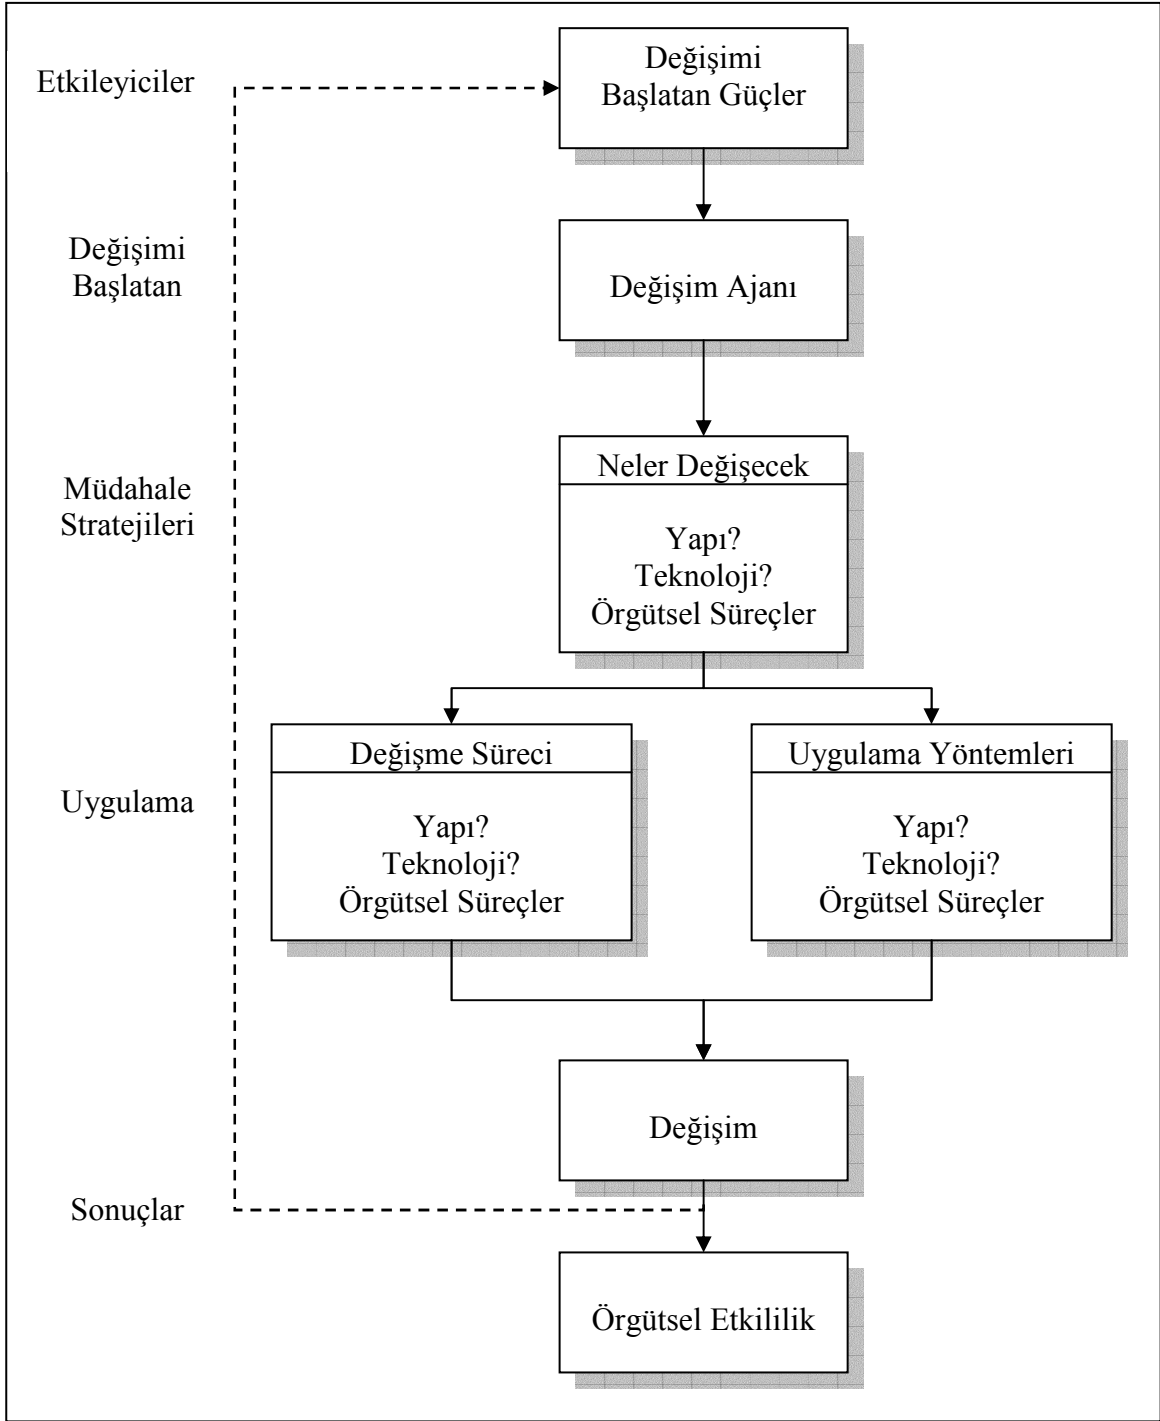 Etkileyiciler
Değişimi
Başlatan Güçler
Değişimi
Başlatan
Değişim Ajanı
Müdahale
Stratejileri
Neler Değişecek
Yapı?
Teknoloji?
Örgütsel Süreçler
Uygulama
Değişme Süreci
Yapı?
Teknoloji?
Örgütsel Süreçler
Uygulama Yöntemleri
Yapı?
Teknoloji?
Örgütsel Süreçler
Değişim
Sonuçlar
Örgütsel Etkililik